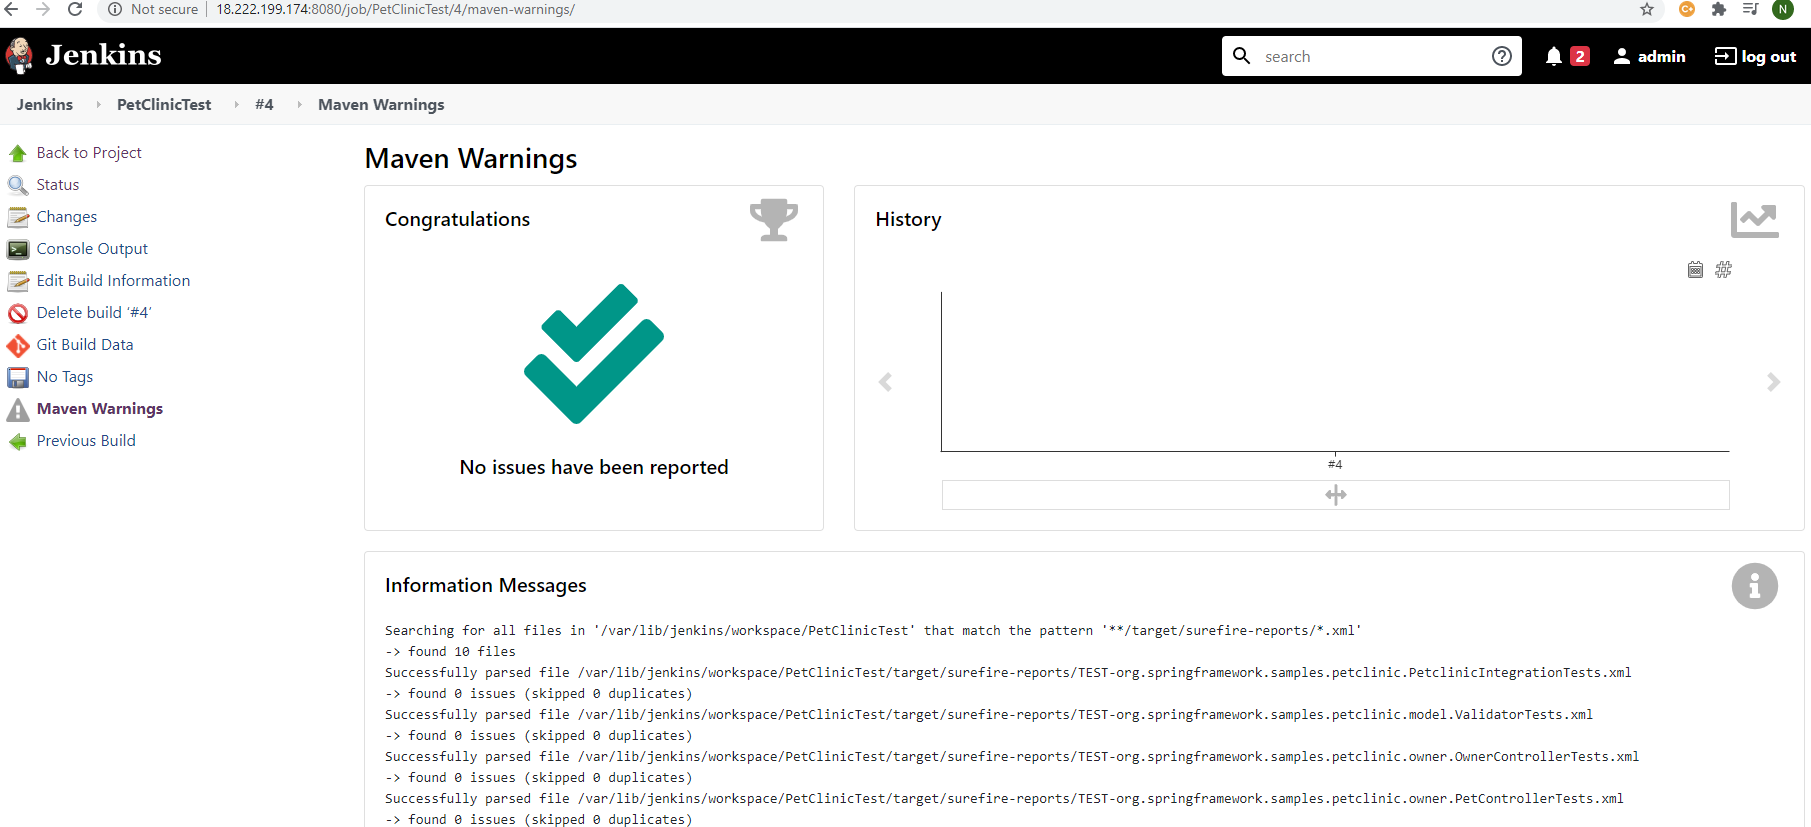 Not secure | 18.222.199.174:8080/job/PetClinicTest/4/maven-warnings/
C+
N
Jenkins
search
?
2
admin
log out
Jenkins
PetClinicTest
#4
Maven Warnings
Back to Project
Status
Changes
Console Output
Edit Build Information
Delete build ‘#4’
Git Build Data
No Tags
Maven Warnings
Previous Build
Maven Warnings
Congratulations
No issues have been reported
History
#
#4
Information Messages
Searching for all files in '/var/lib/jenkins/workspace/PetClinicTest' that match the pattern '**/target/surefire-reports/*.xml'
-> found 10 files
Successfully parsed file /var/lib/jenkins/workspace/PetClinicTest/target/surefire-reports/TEST-org.springframework.samples.petclinic.PetclinicIntegrationTests.xml
-> found 0 issues (skipped 0 duplicates)
Successfully parsed file /var/lib/jenkins/workspace/PetClinicTest/target/surefire-reports/TEST-org.springframework.samples.petclinic.model.ValidatorTests.xml
-> found 0 issues (skipped 0 duplicates)
Successfully parsed file /var/lib/jenkins/workspace/PetClinicTest/target/surefire-reports/TEST-org.springframework.samples.petclinic.owner.OwnerControllerTests.xml
-> found 0 issues (skipped 0 duplicates)
Successfully parsed file /var/lib/jenkins/workspace/PetClinicTest/target/surefire-reports/TEST-org.springframework.samples.petclinic.owner.PetControllerTests.xml
-> found 0 issues (skipped 0 duplicates)